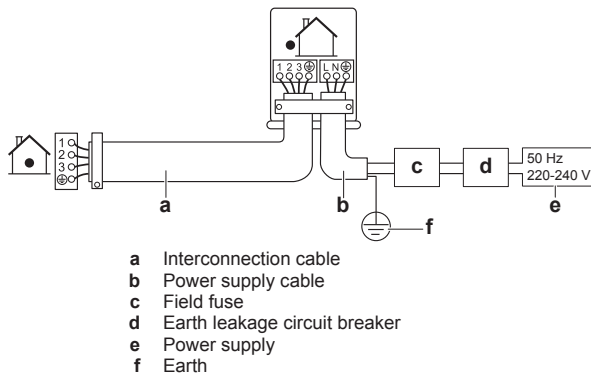 1 2 3
L N
1
2
3
a
b
c
d
50 Hz
220-240 V
e
f
a Interconnection cable
b Power supply cable
c Field fuse
d Earth leakage circuit breaker
e Power supply
f Earth